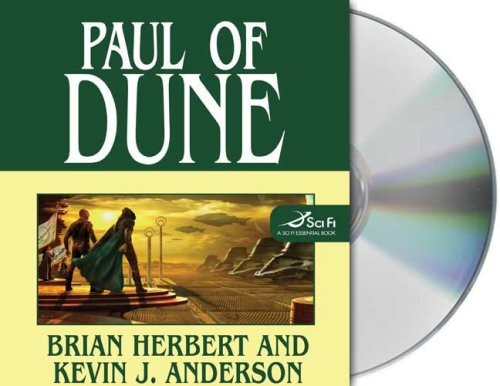 PAUL OF
DUNE
SCI FI
A SCI FI ESSENTIAL BOOK
BRIAN HERBERT AND
KEVIN J. ANDERSON